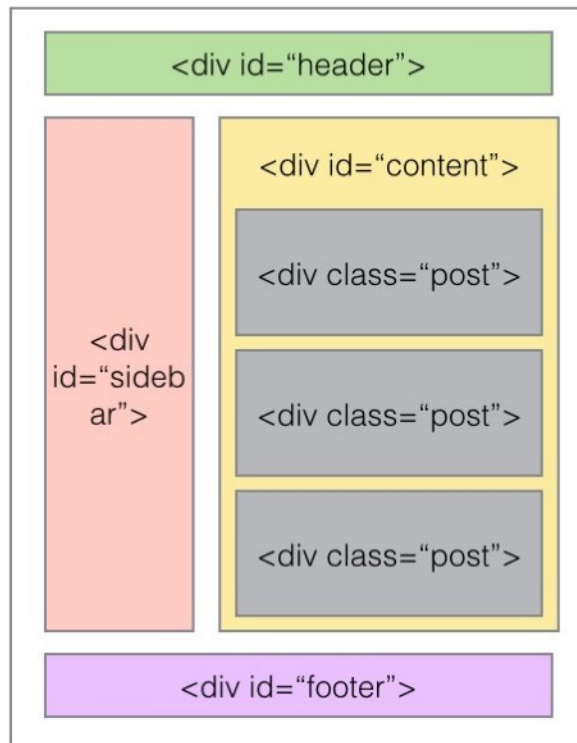 <div id=“header”>
<div
id=“sideb
ar”>
<div id=“content”>
<div class=“post”>
<div class=“post”>
<div class=“post”>
<div id=“footer”>